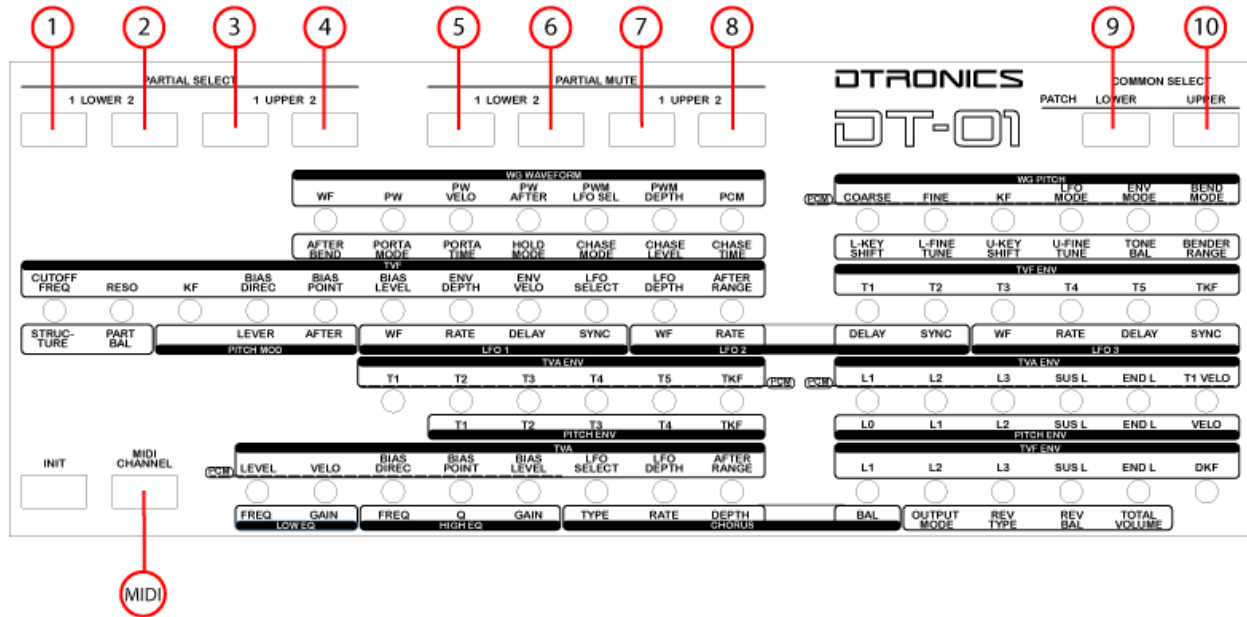 1 2 3 4 5 6 7 8 9 10
PARTIAL SELECT PARTIAL MUTE DTRONICS COMMON SELECT
1 LOWER 2 1 UPPER 2 1 LOWER 2 1 UPPER 2 PATCH LOWER UPPER
DT-01
WG WAVEFORM WG PITCH
WF PW PW VELO PW AFTER PWM LFO SEL PWM DEPTH PCM (PCM) COARSE FINE KF LFO MODE ENV MODE BEND MODE
AFTER BEND PORTA MODE PORTA TIME HOLD MODE CHASE MODE CHASE LEVEL CHASE TIME L-KEY SHIFT L-FINE TUNE U-KEY SHIFT U-FINE TUNE TONE BAL BENDER RANGE
TVF TVF ENV
CUTOFF FREQ RESO KF BIAS DIREC BIAS POINT BIAS LEVEL ENV DEPTH ENV VELO LFO SELECT LFO DEPTH AFTER RANGE T1 T2 T3 T4 T5 TKF
STRUC-TURE PART BAL LEVER AFTER WF RATE DELAY SYNC WF RATE DELAY SYNC WF RATE DELAY SYNC
PITCH MOD LFO 1 LFO 2 LFO 3
TVA ENV TVA ENV
T1 T2 T3 T4 T5 TKF (PCM) (PCM) L1 L2 L3 SUS L END L T1 VELO
T1 T2 T3 T4 TKF L0 L1 L2 SUS L END L VELO
PITCH ENV PITCH ENV
TVA TVF ENV
INIT MIDI CHANNEL (PCM) LEVEL VELO BIAS DIREC BIAS POINT BIAS LEVEL LFO SELECT LFO DEPTH AFTER RANGE L1 L2 L3 SUS L END L DKF
FREQ GAIN FREQ Q GAIN TYPE RATE DEPTH BAL OUTPUT MODE REV TYPE REV BAL TOTAL VOLUME
LOW EQ HIGH EQ CHORUS
MIDI